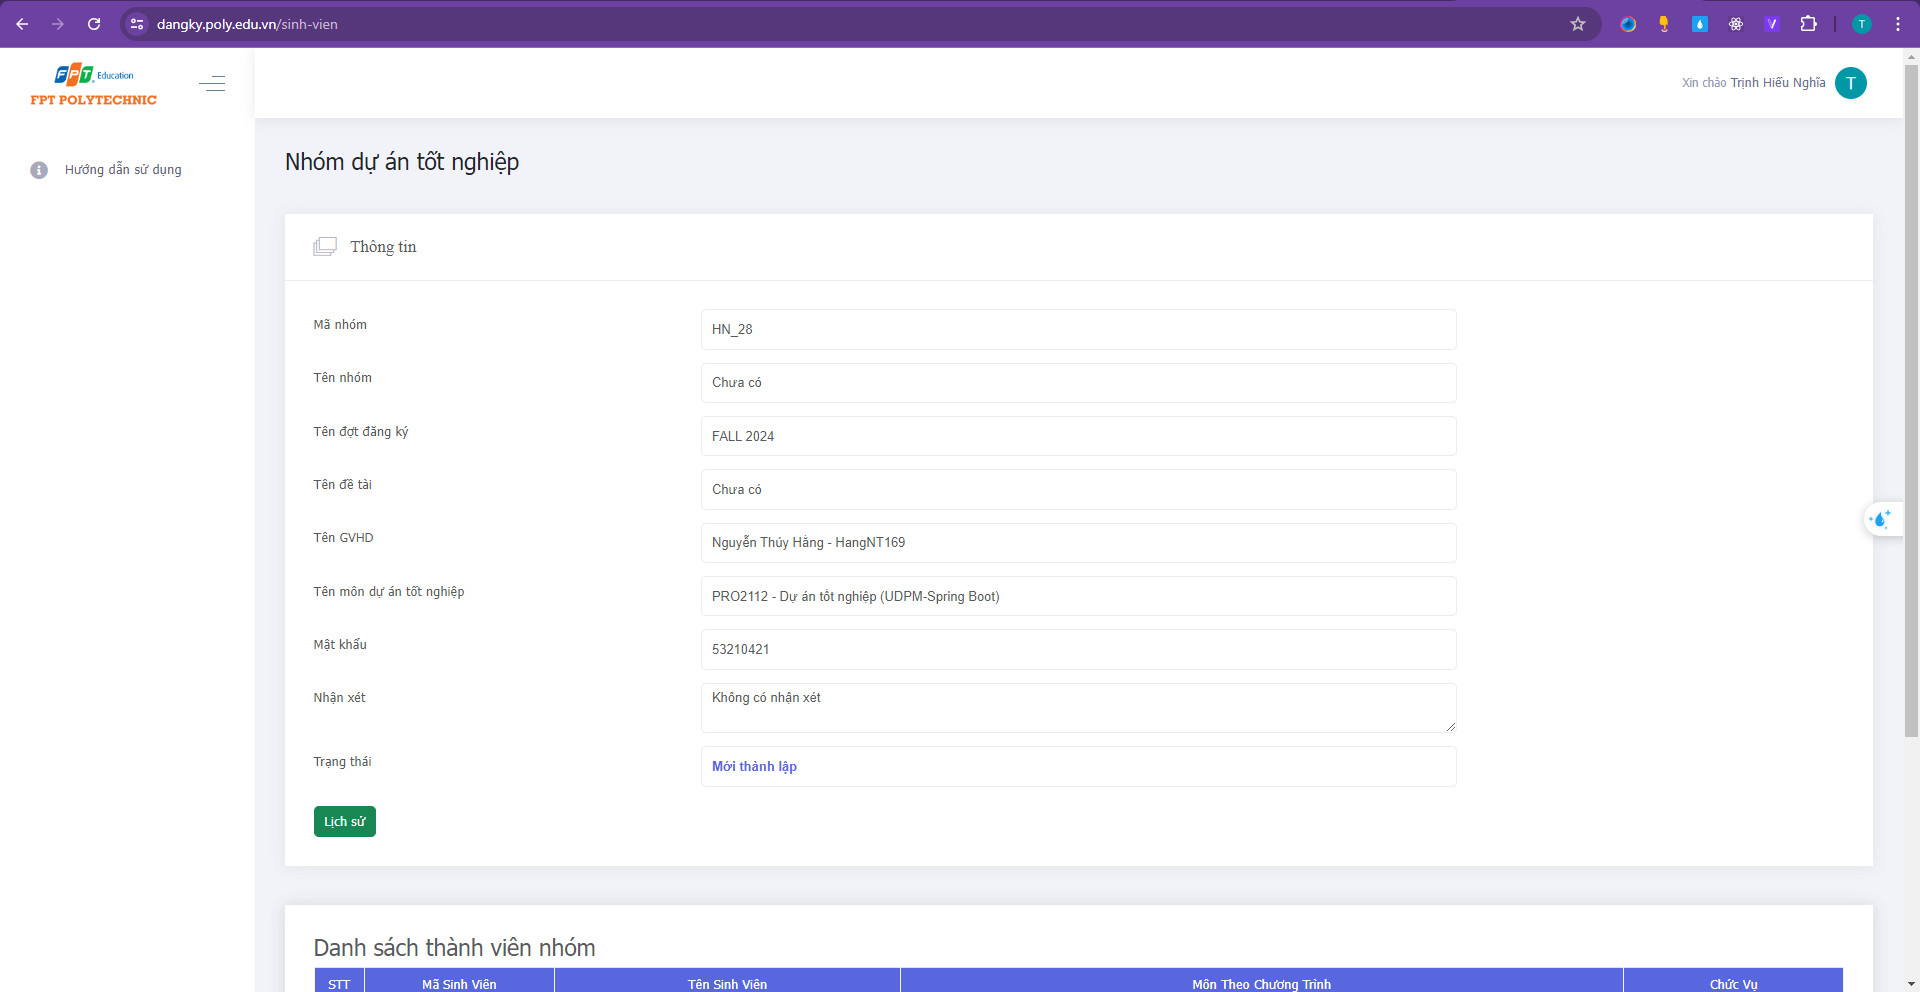 dangky.poly.edu.vn/sinh-vien
T
FPT Education
FPT POLYTECHNIC
Xin chào Trịnh Hiếu Nghĩa
T
Hướng dẫn sử dụng
Nhóm dự án tốt nghiệp
Thông tin
Mã nhóm
HN_28
Tên nhóm
Chưa có
Tên đợt đăng ký
FALL 2024
Tên đề tài
Chưa có
Tên GVHD
Nguyễn Thúy Hằng - HangNT169
Tên môn dự án tốt nghiệp
PRO2112 - Dự án tốt nghiệp (UDPM-Spring Boot)
Mật khẩu
53210421
Nhận xét
Không có nhận xét
Trạng thái
Mới thành lập
Lịch sử
Danh sách thành viên nhóm
STT Mã Sinh Viên Tên Sinh Viên Môn Theo Chương Trình Chức Vụ